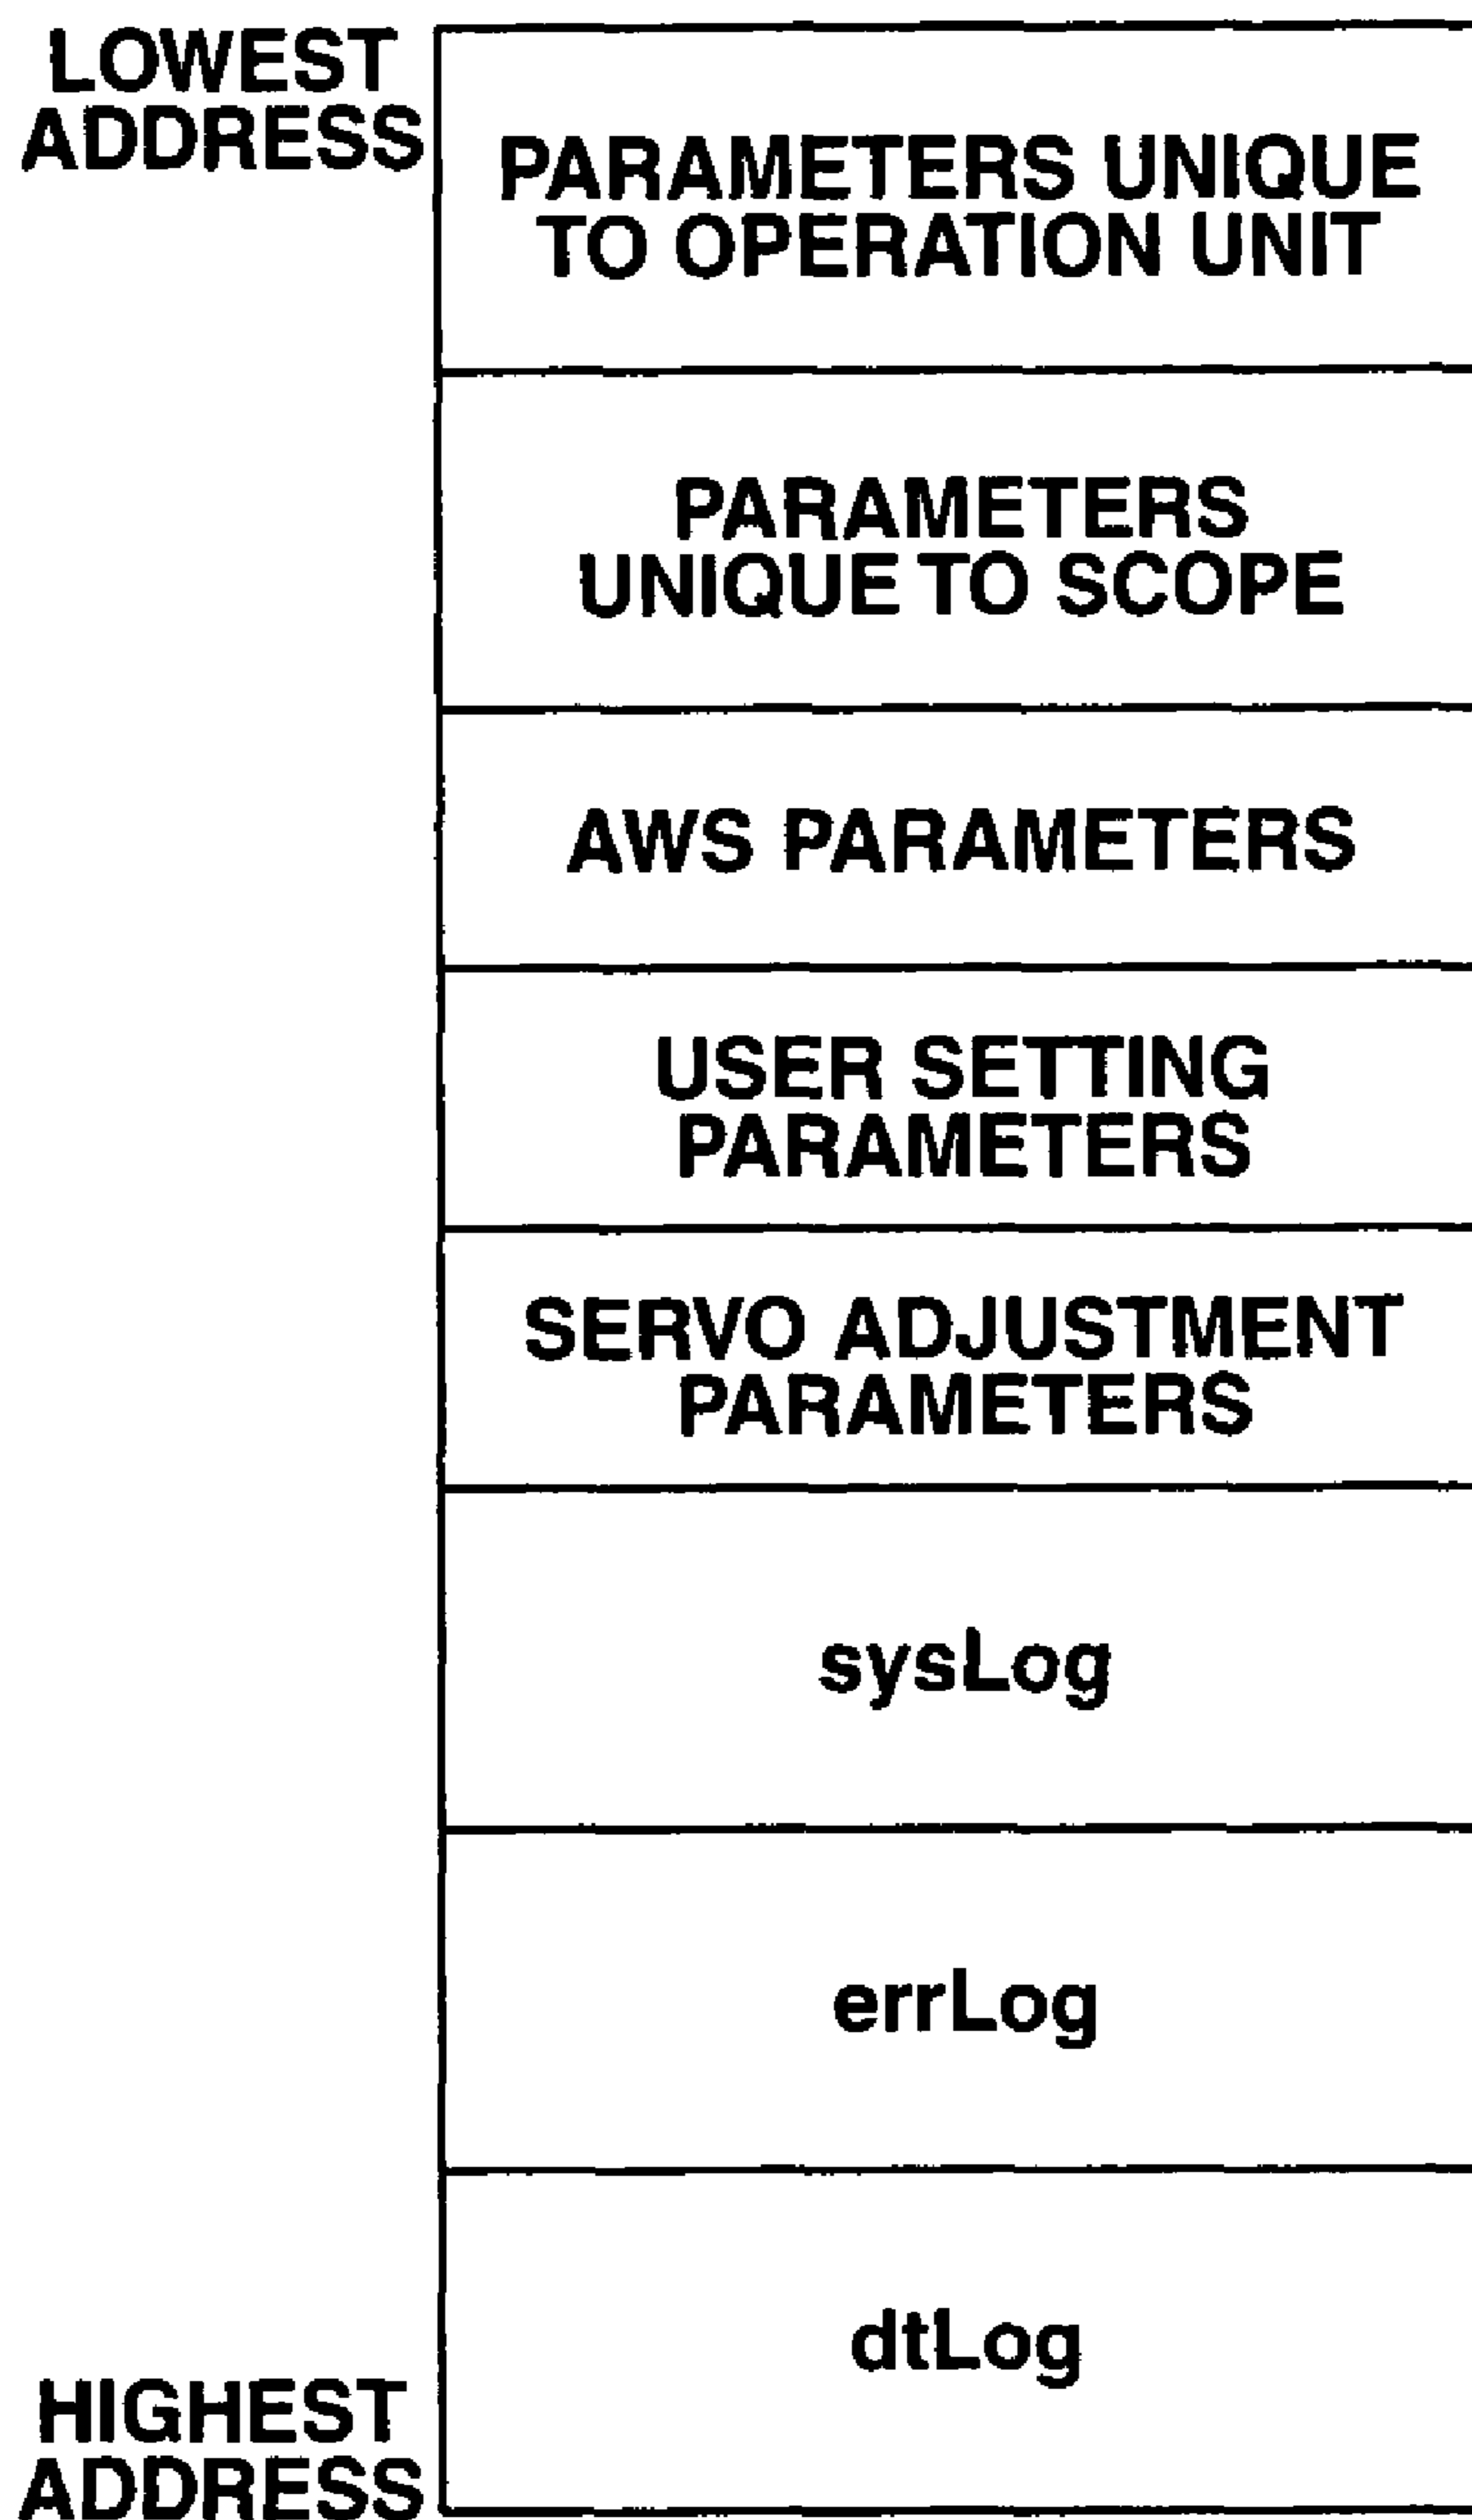 LOWEST
ADDRESS
PARAMETERS UNIQUE
TO OPERATION UNIT
PARAMETERS
UNIQUE TO SCOPE
AWS PARAMETERS
USER SETTING
PARAMETERS
SERVO ADJUSTMENT
PARAMETERS
sysLog
errLog
dtLog
HIGHEST
ADDRESS